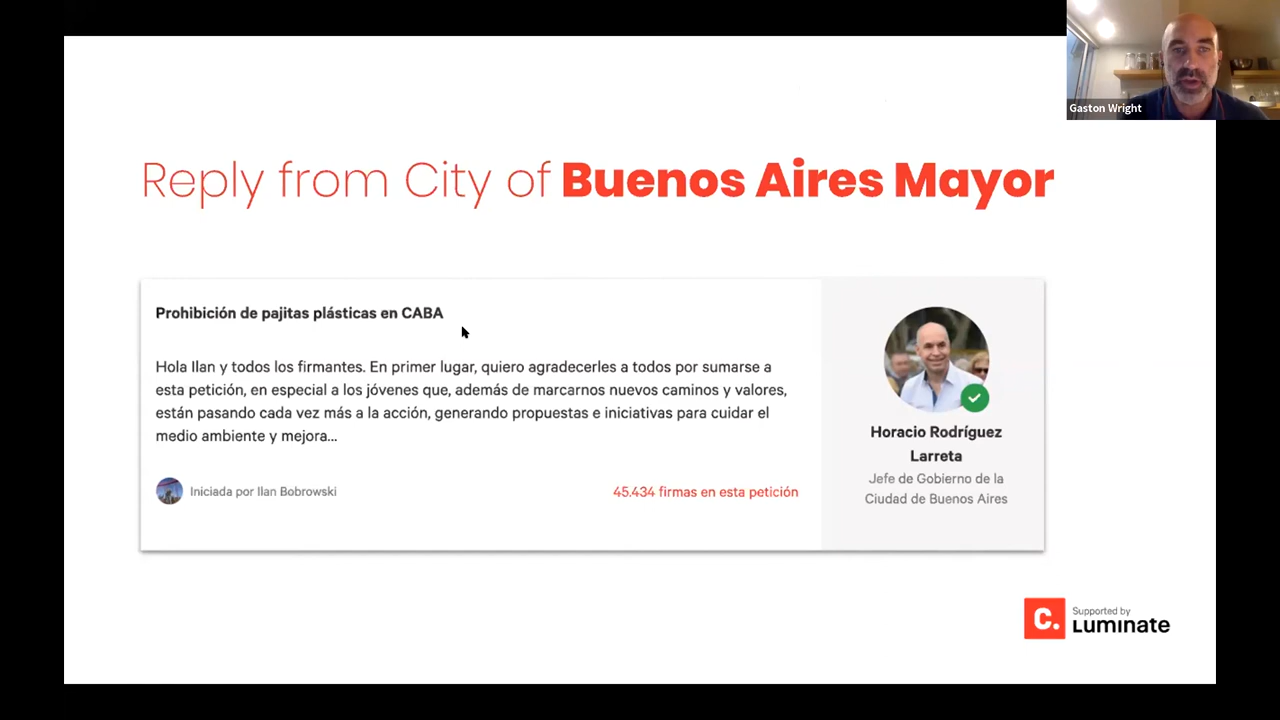 Gaston Wright
Reply from City of Buenos Aires Mayor
Prohibición de pajitas plásticas en CABA
Hola Ilan y todos los firmantes. En primer lugar, quiero agradecerles a todos por sumarse a
esta petición, en especial a los jóvenes que, además de marcarnos nuevos caminos y valores,
están pasando cada vez más a la acción, generando propuestas e iniciativas para cuidar el
medio ambiente y mejora...
Iniciada por Ilan Bobrowski
45.434 firmas en esta petición
Horacio Rodríguez
Larreta
Jefe de Gobierno de la
Ciudad de Buenos Aires
C.
Supported by
Luminate